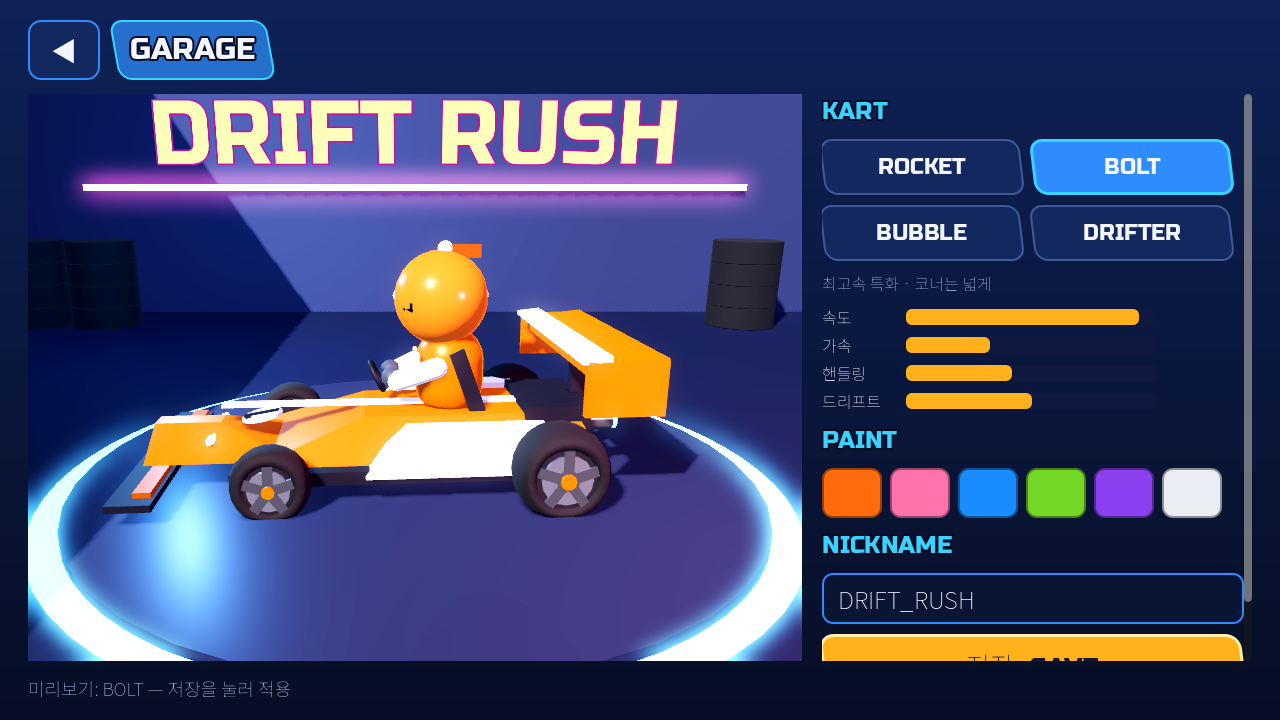 GARAGE
DRIFT RUSH
KART
ROCKET
BOLT
BUBBLE
DRIFTER
최고속 특화 · 코너는 넓게
속도
가속
핸들링
드리프트
PAINT
NICKNAME
DRIFT_RUSH
미리보기: BOLT — 저장을 눌러 적용